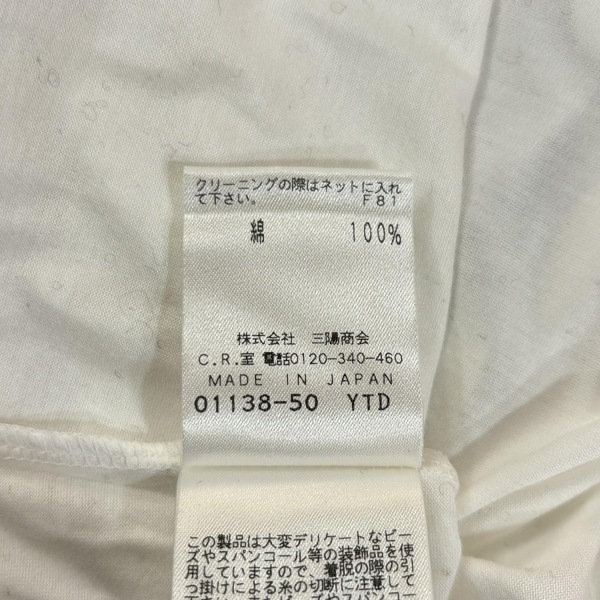 クリーニングの際はネットに入れ
て下さい。 F81
綿 100%
株式会社 三陽商会
C.R.室 電話0120-340-460
MADE IN JAPAN
01138-50 YTD
この製品は大変デリケートなビー
ズやスパンコール等の装飾品を使
用していますので、着脱の際の引
っ掛けによる糸の切断に注意して